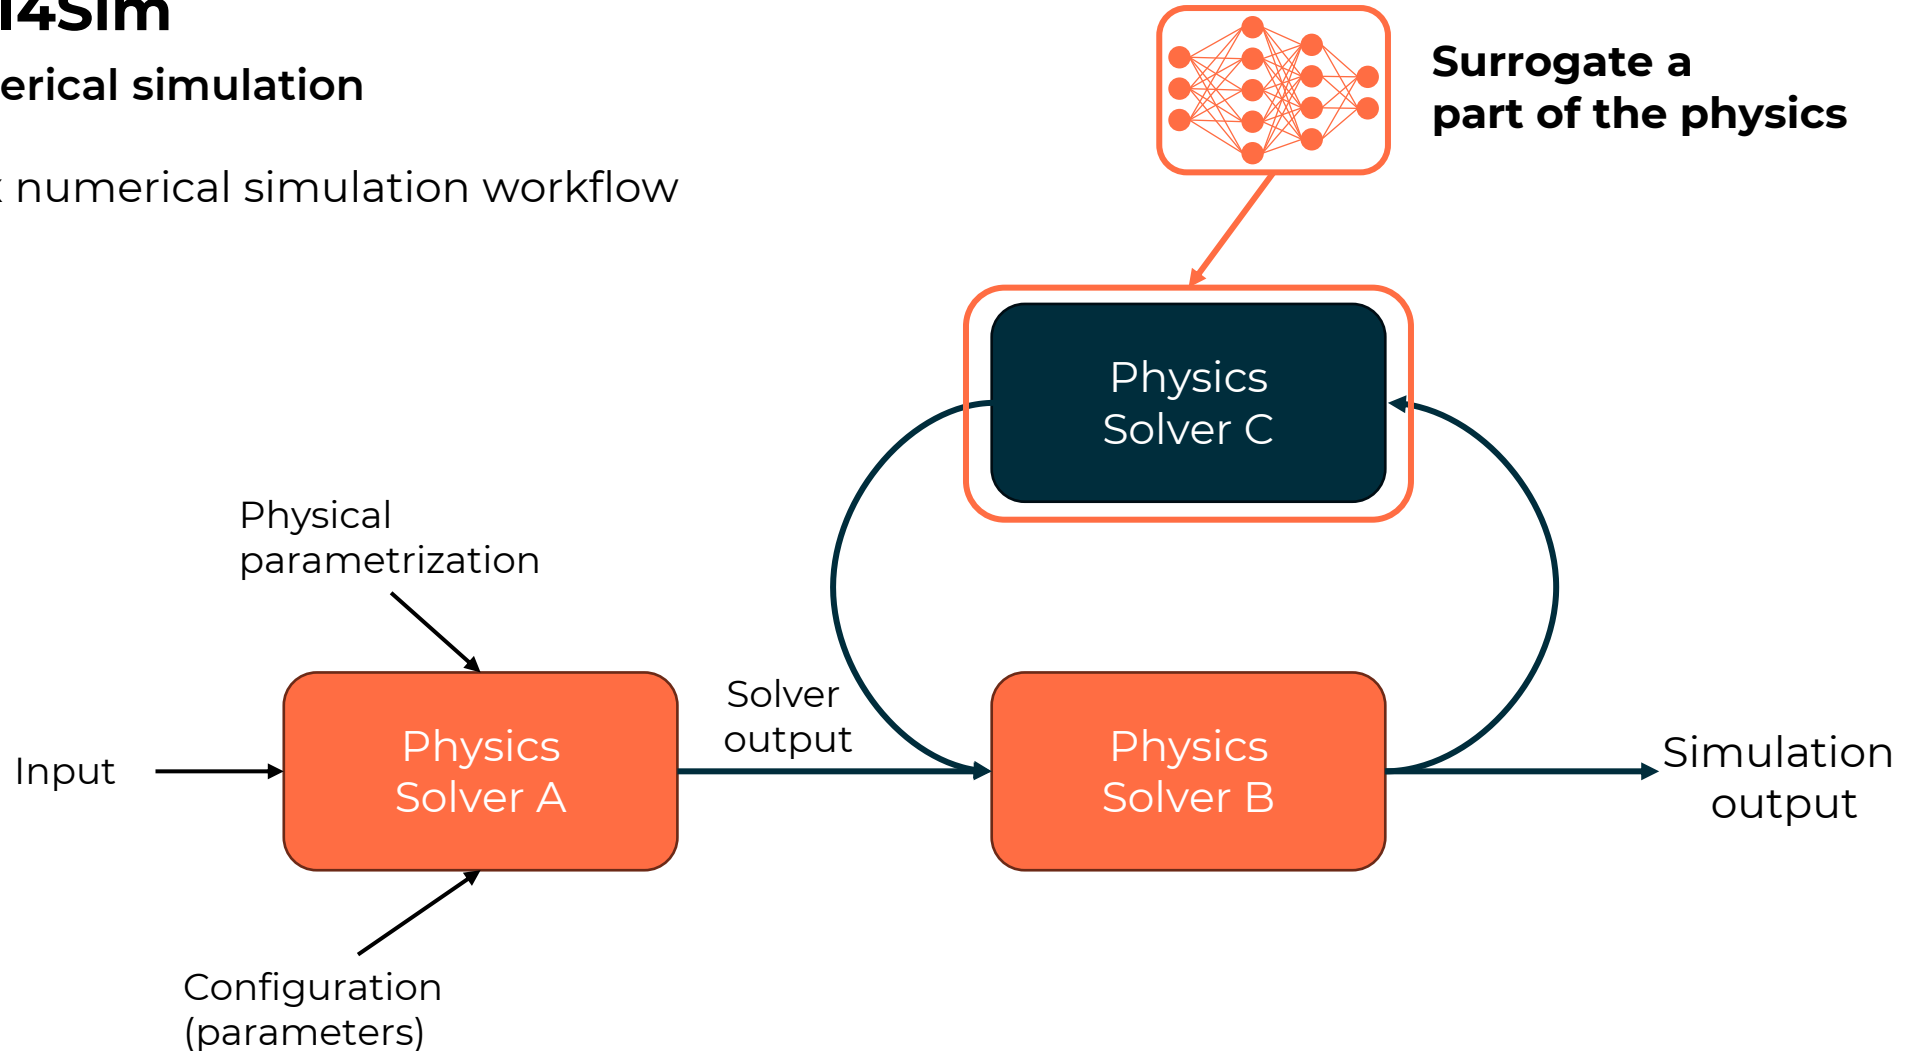 I4Sim
erical simulation
numerical simulation workflow
Surrogate a
part of the physics
Physics
Solver C
Physical
parametrization
Solver
output
Input
Physics
Solver A
Physics
Solver B
Simulation
output
Configuration
(parameters)